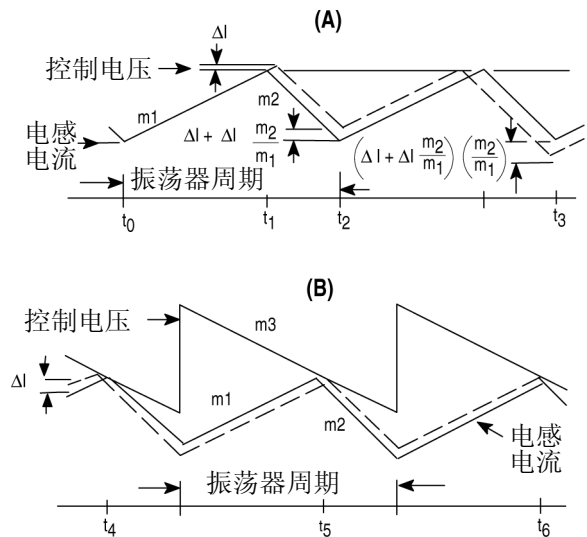 (A)
ΔI
控制电压
m1
m2
电感
电流
ΔI + ΔI m2/m1
(ΔI + ΔI m2/m1) (m2/m1)
振荡器周期
t0
t1
t2
t3
(B)
控制电压
m3
ΔI
m1
m2
电感
电流
振荡器周期
t4
t5
t6